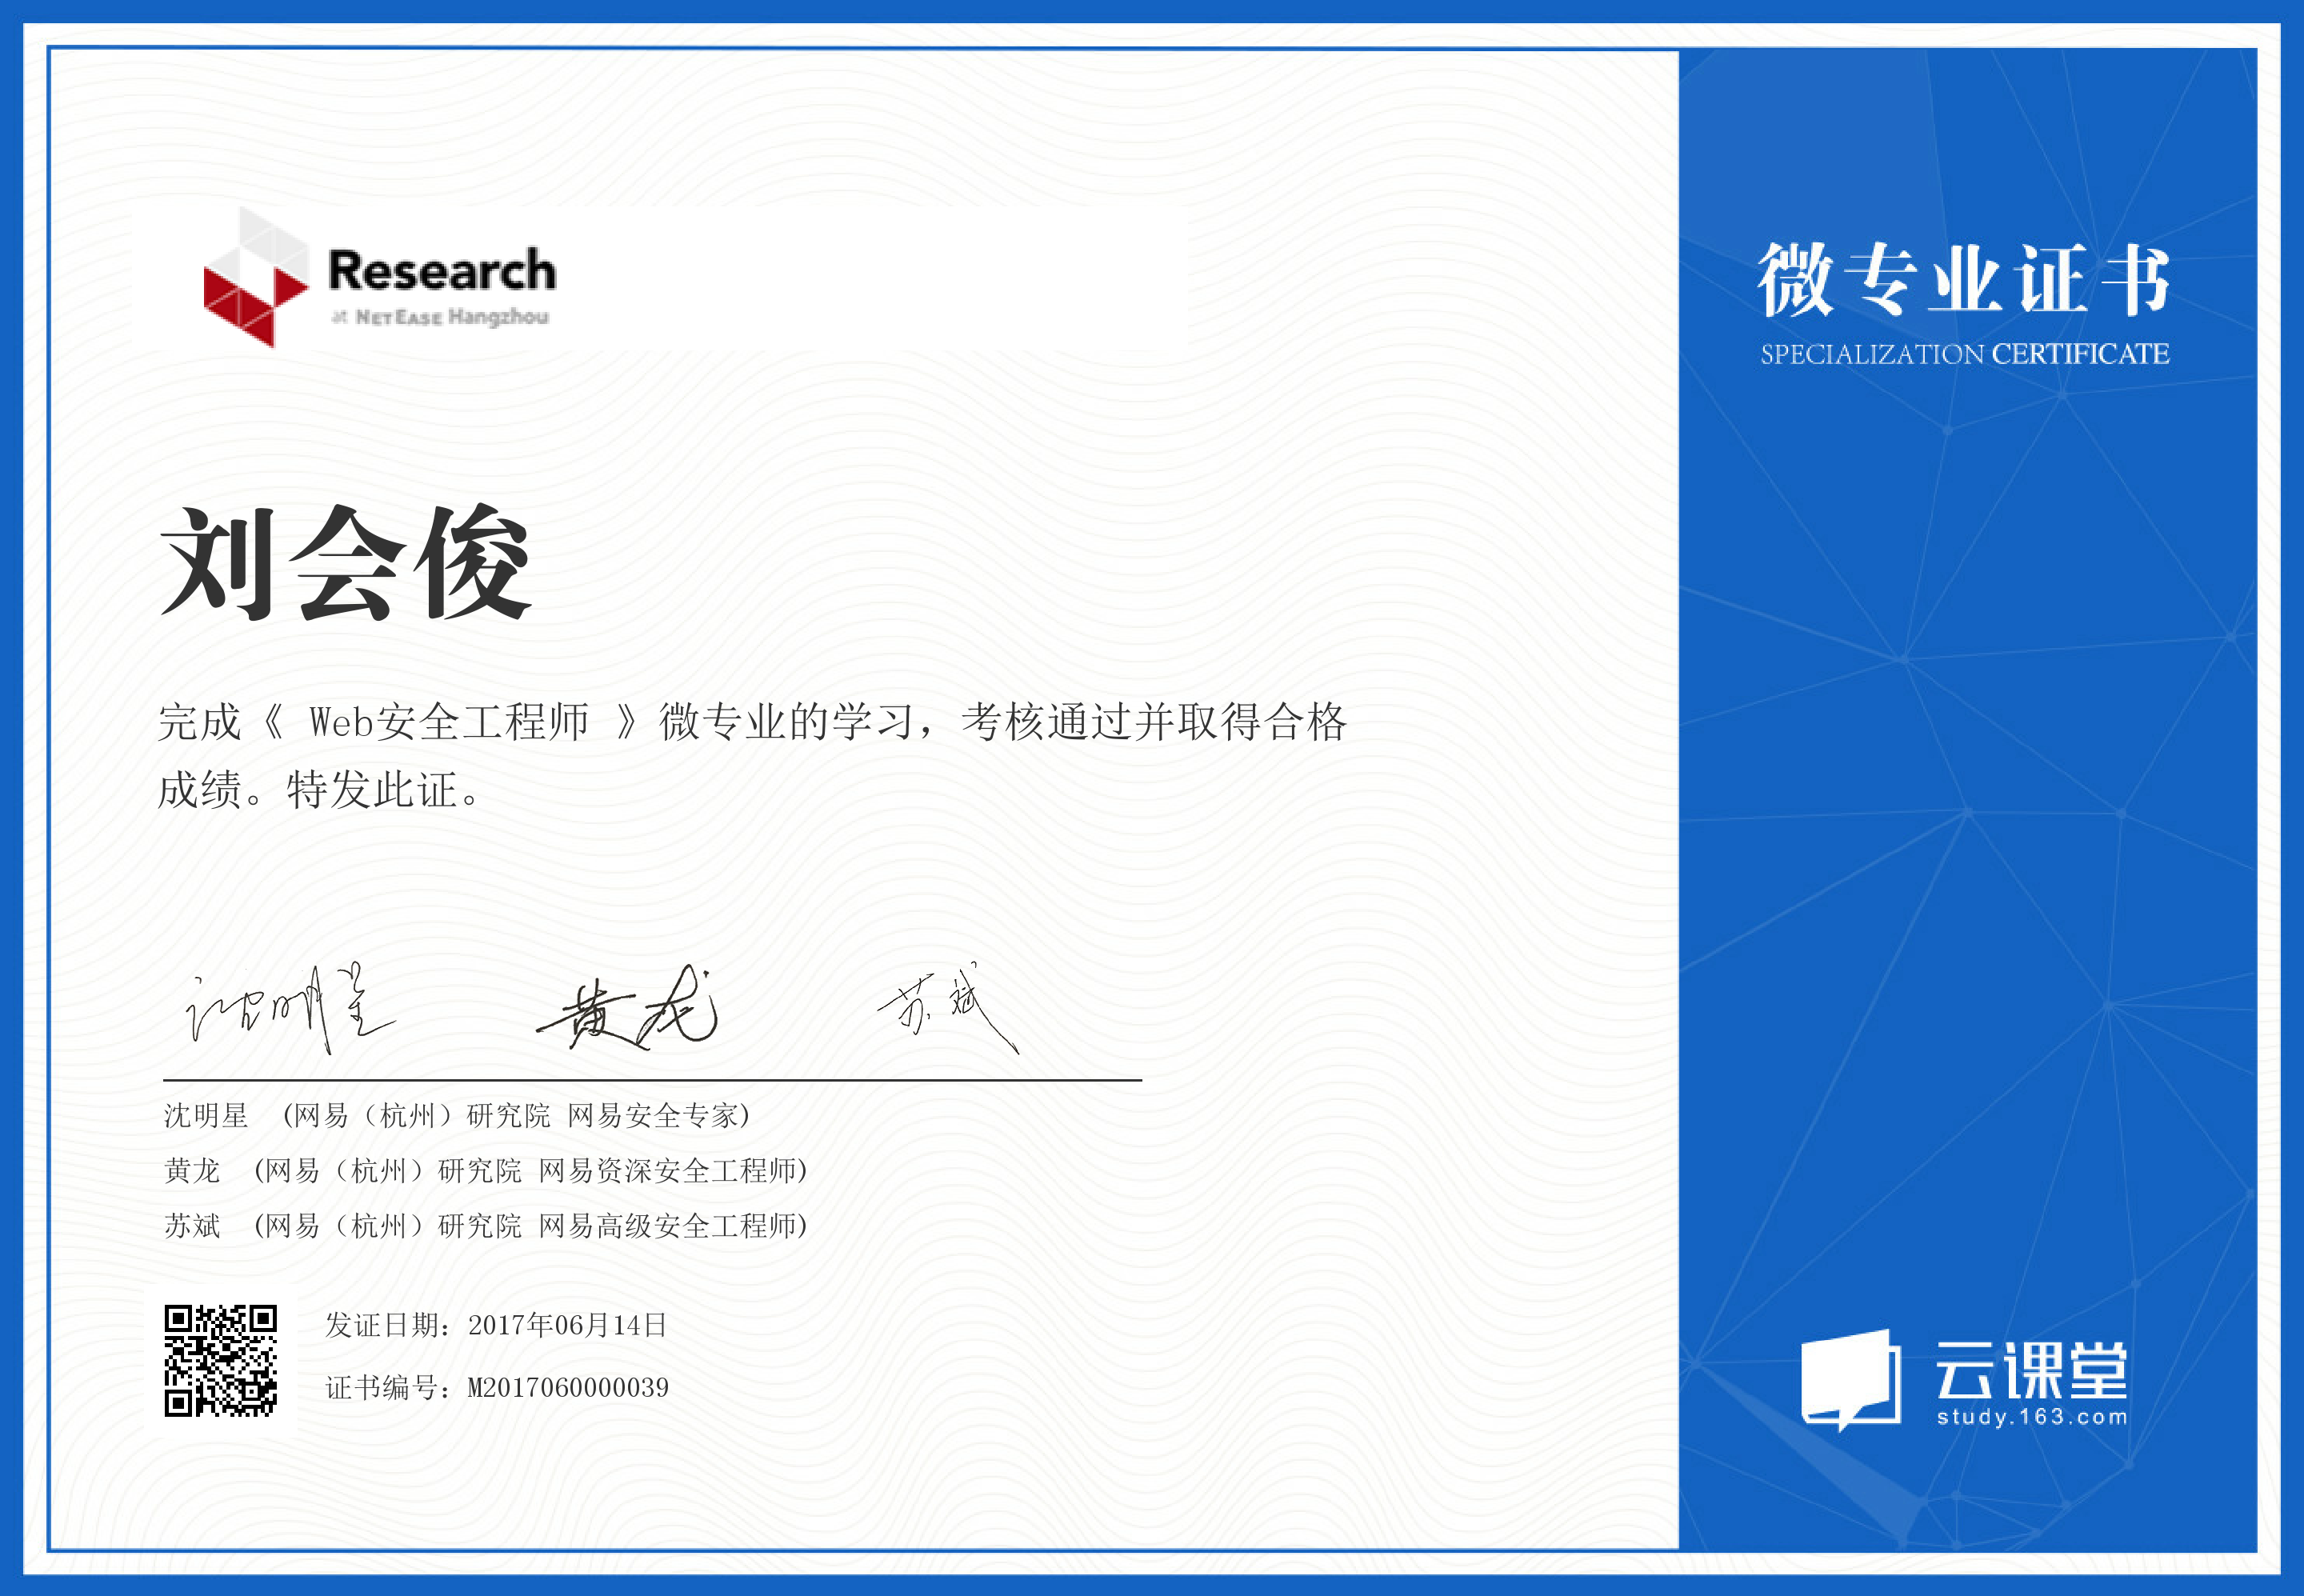 Research
at NetEase Hangzhou
微专业证书
SPECIALIZATION CERTIFICATE
刘会俊
完成《 Web安全工程师 》微专业的学习，考核通过并取得合格
成绩。特发此证。
沈明星 黄龙 苏斌
沈明星 (网易（杭州）研究院 网易安全专家)
黄龙 (网易（杭州）研究院 网易资深安全工程师)
苏斌 (网易（杭州）研究院 网易高级安全工程师)
发证日期：2017年06月14日
证书编号：M2017060000039
云课堂
study.163.com